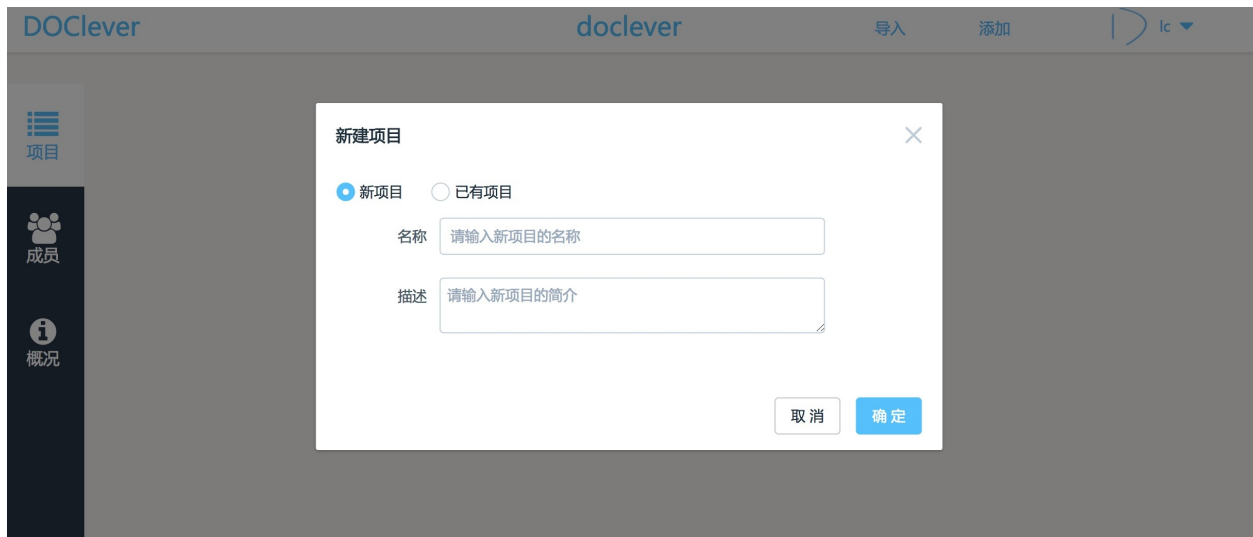 DOClever
doclever
导入
添加
lc
项目
成员
概况
新建项目
新项目
已有项目
名称
请输入新项目的名称
描述
请输入新项目的简介
取消
确定